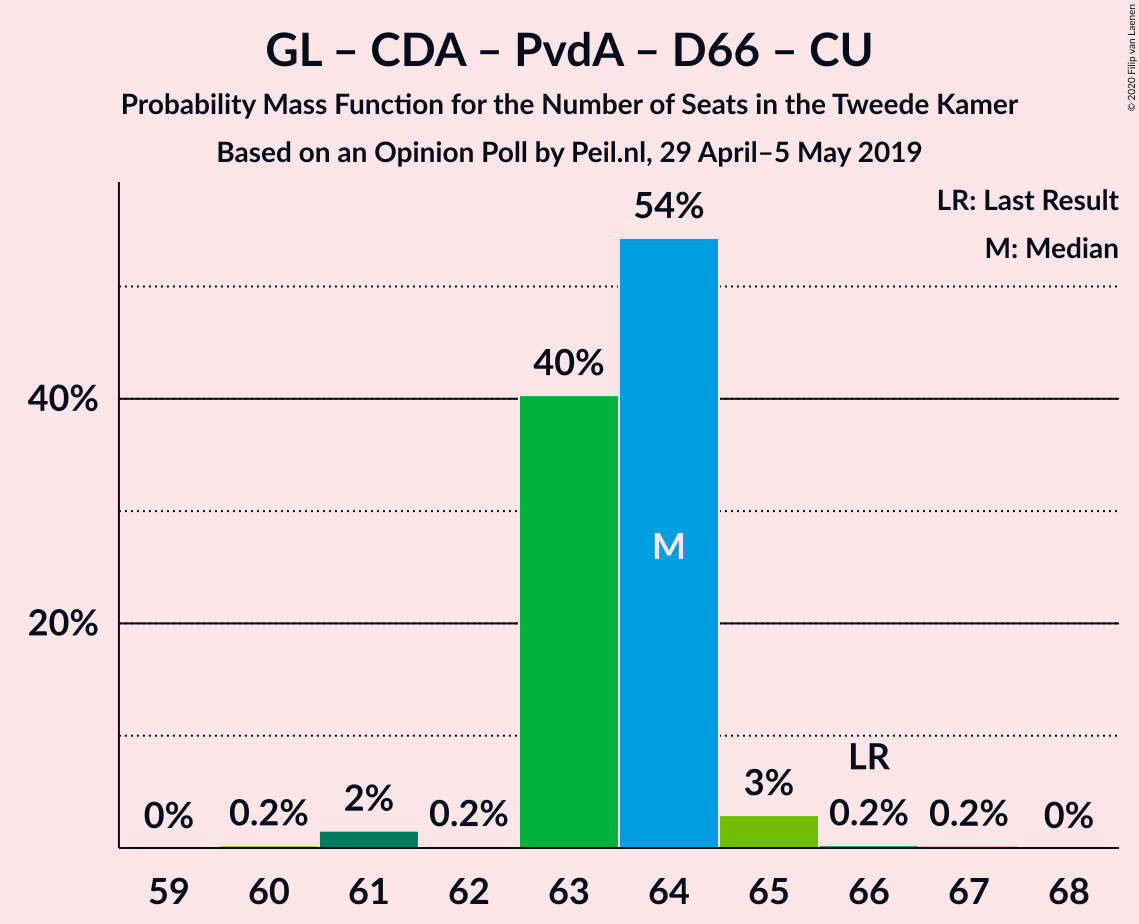 GL – CDA – PvdA – D66 – CU
Probability Mass Function for the Number of Seats in the Tweede Kamer
Based on an Opinion Poll by Peil.nl, 29 April–5 May 2019
© 2020 Filip van Laenen
LR: Last Result
M: Median
54%
40%
40%
M
20%
LR
0%
0.2%
2%
0.2%
3%
0.2%
0.2%
0%
59 60 61 62 63 64 65 66 67 68